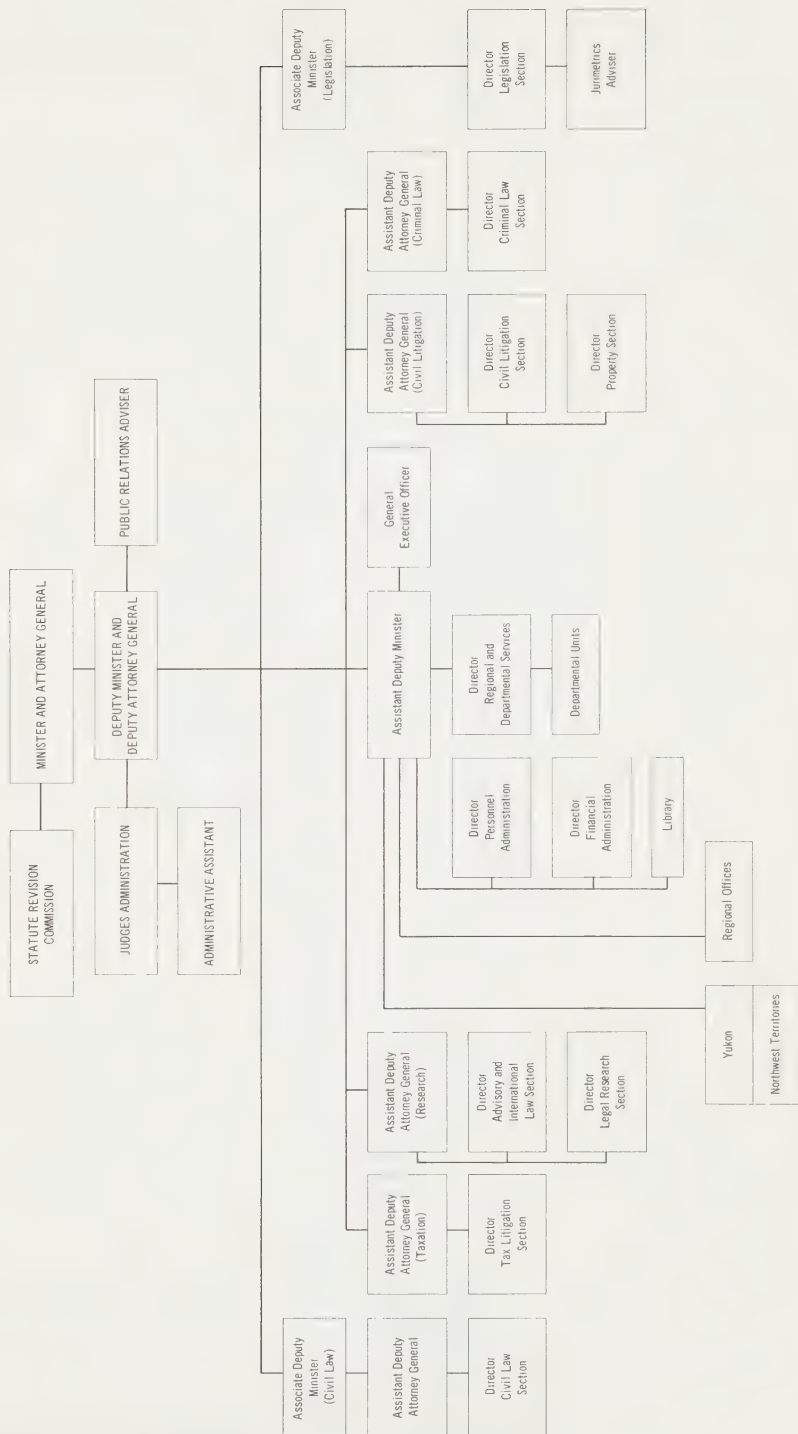 STATUTE REVISION
COMMISSION
MINISTER AND ATTORNEY GENERAL
JUDGES ADMINISTRATION
DEPUTY MINISTER AND
DEPUTY ATTORNEY GENERAL
PUBLIC RELATIONS ADVISER
ADMINISTRATIVE ASSISTANT
Associate Deputy
Minister
(Civil Law)
Associate Deputy
Minister
(Legislation)
Assistant Deputy
Attorney General
Assistant Deputy
Attorney General
(Taxation)
Assistant Deputy
Attorney General
(Research)
Assistant Deputy Minister
General
Executive Officer
Assistant Deputy
Attorney General
(Civil Litigation)
Assistant Deputy
Attorney General
(Criminal Law)
Director
Civil Law
Section
Director
Tax Litigation
Section
Director
Advisory and
International
Law Section
Director
Personnel
Administration
Director
Regional and
Departmental Services
Director
Civil Litigation
Section
Director
Criminal Law
Section
Director
Legislation
Section
Director
Legal Research
Section
Director
Financial
Administration
Departmental Units
Director
Property Section
Jurimetrics
Adviser
Library
Yukon
Northwest Territories
Regional Offices